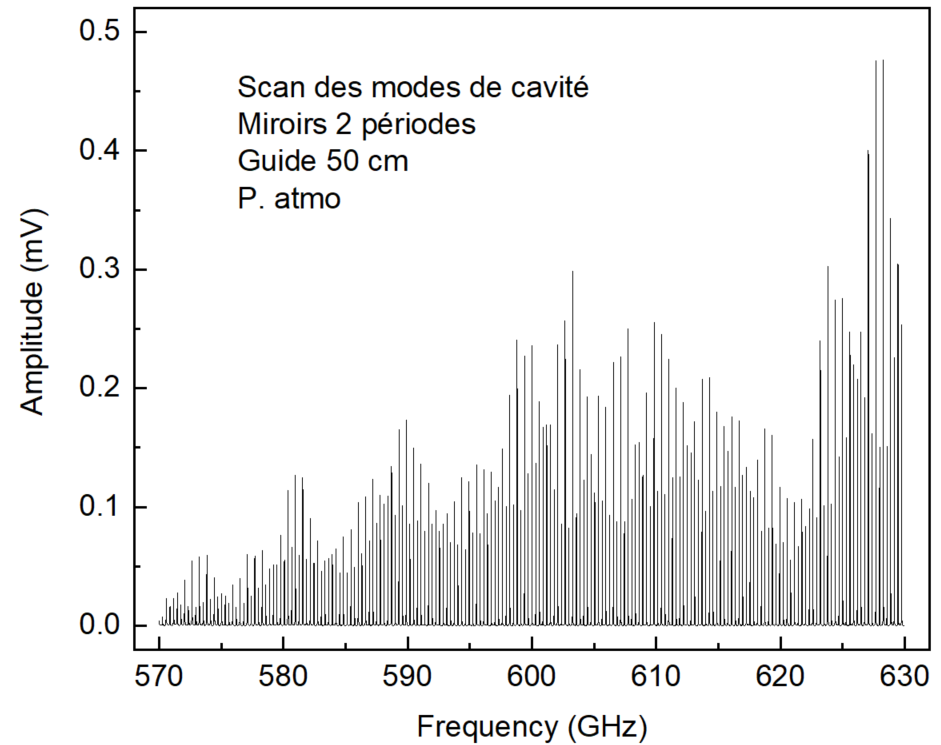 0.5
Scan des modes de cavité
Miroirs 2 périodes
Guide 50 cm
P. atmo
0.4
0.3
0.2
0.1
0.0
Amplitude (mV)
570 580 590 600 610 620 630
Frequency (GHz)